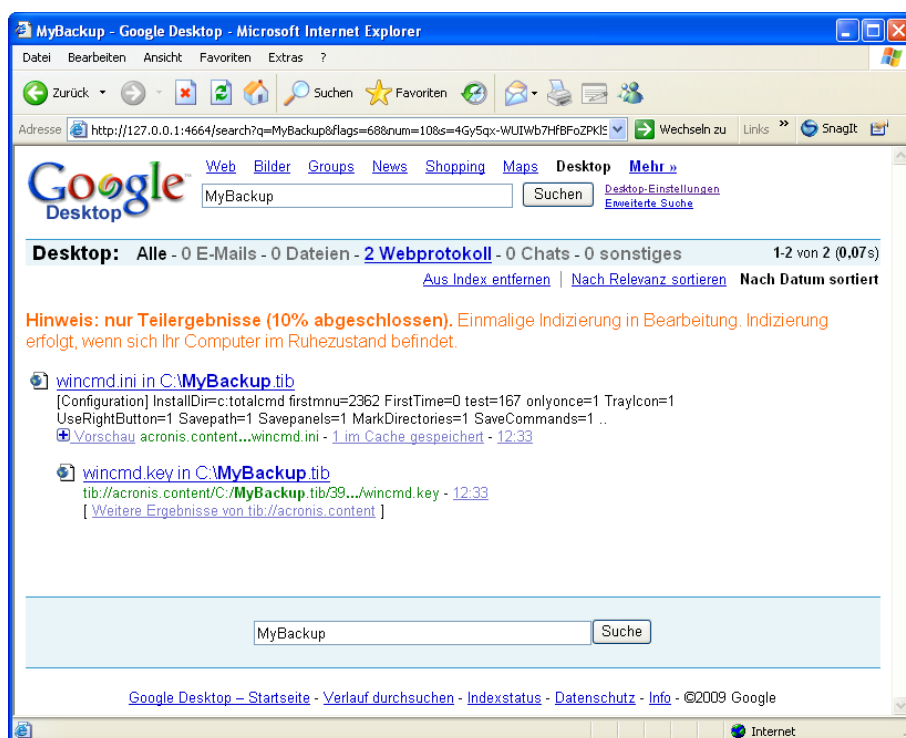 MyBackup - Google Desktop - Microsoft Internet Explorer
Datei Bearbeiten Ansicht Favoriten Extras ?
Zurück Suchen Favoriten
Adresse http://127.0.0.1:4664/search?q=MyBackup&flags=68&num=10&s=4Gy5qx-WUIWb7HfBFoZPKlS Wechseln zu Links » SnagIt
Web Bilder Groups News Shopping Maps Desktop Mehr »
Google Desktop
MyBackup Suchen Desktop-Einstellungen
Erweiterte Suche
Desktop: Alle - 0 E-Mails - 0 Dateien - 2 Webprotokoll - 0 Chats - 0 sonstiges 1-2 von 2 (0,07s)
Aus Index entfernen | Nach Relevanz sortieren Nach Datum sortiert
Hinweis: nur Teilergebnisse (10% abgeschlossen). Einmalige Indizierung in Bearbeitung. Indizierung
erfolgt, wenn sich Ihr Computer im Ruhezustand befindet.
wincmd.ini in C:\MyBackup.tib
[Configuration] InstallDir=c:totalcmd firstmnu=2362 FirstTime=0 test=167 onlyonce=1 TrayIcon=1
UseRightButton=1 Savepath=1 Savepanels=1 MarkDirectories=1 SaveCommands=1 ..
Vorschau acronis.content...wincmd.ini - 1 im Cache gespeichert - 12:33
wincmd.key in C:\MyBackup.tib
tib://acronis.content/C:/MyBackup.tib/39.../wincmd.key - 12:33
[ Weitere Ergebnisse von tib://acronis.content ]
MyBackup Suche
Google Desktop – Startseite - Verlauf durchsuchen - Indexstatus - Datenschutz - Info - ©2009 Google
Internet